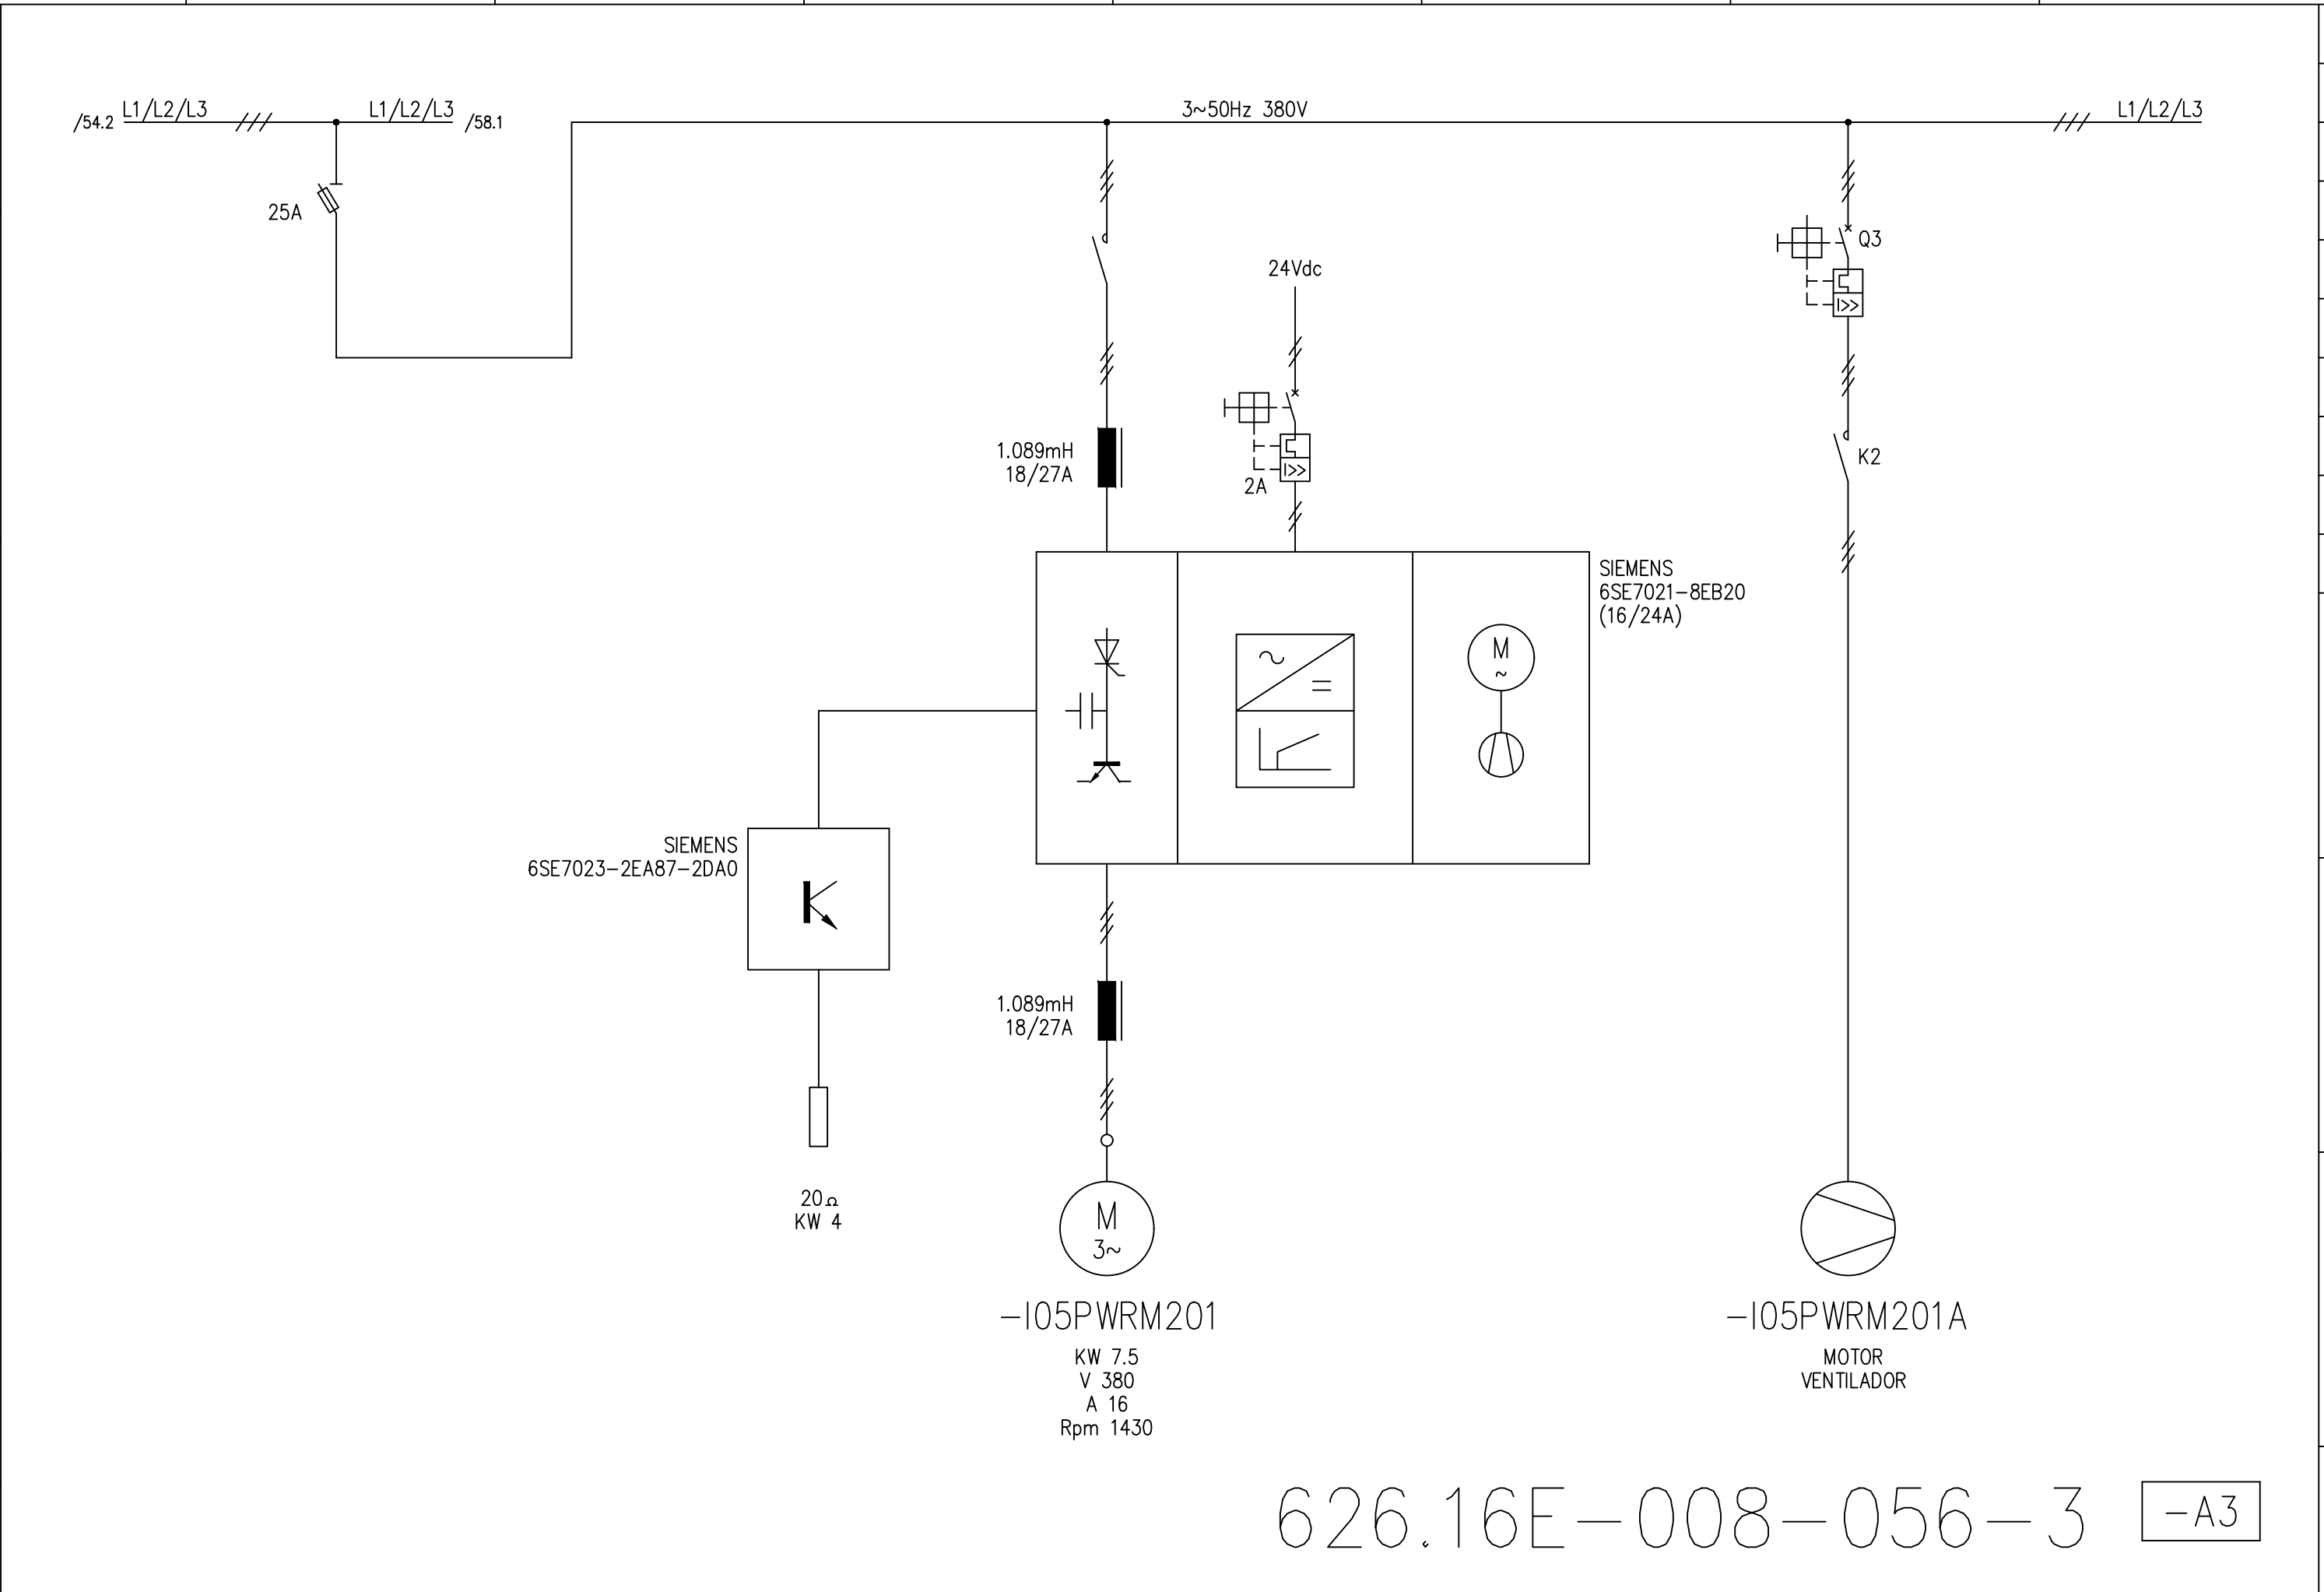 /54.2 L1/L2/L3 L1/L2/L3 /58.1 3~50Hz 380V L1/L2/L3
25A
Q3
24Vdc
1.089mH
18/27A
2A
K2
SIEMENS
6SE7021-8EB20
(16/24A)
M
~
~
=
SIEMENS
6SE7023-2EA87-2DA0
1.089mH
18/27A
20Ω
KW 4
M
3~
-I05PWRM201
KW 7.5
V 380
A 16
Rpm 1430
-I05PWRM201A
MOTOR
VENTILADOR
626.16E-008-056-3
-A3